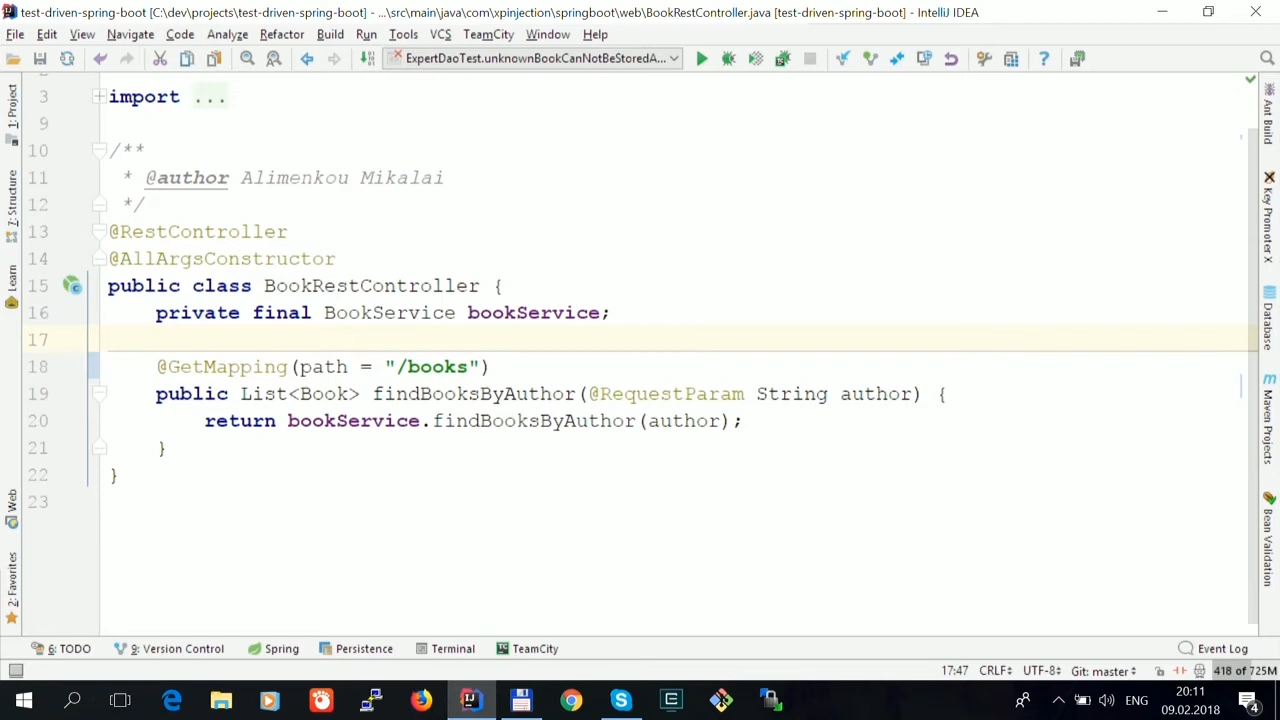 test-driven-spring-boot [C:\dev\projects\test-driven-spring-boot] - ...\src\main\java\com\xpinjection\springboot\web\BookRestController.java [test-driven-spring-boot] - IntelliJ IDEA
File Edit View Navigate Code Analyze Refactor Build Run Tools VCS TeamCity Window Help
ExpertDaoTest.unknownBookCanNotBeStoredA...
1: Project
7: Structure
Learn
Web
2: Favorites
3 import ...
9
10 /**
11 * @author Alimenkou Mikalai
12 */
13 @RestController
14 @AllArgsConstructor
15 public class BookRestController {
16 private final BookService bookService;
17
18 @GetMapping(path = "/books")
19 public List<Book> findBooksByAuthor(@RequestParam String author) {
20 return bookService.findBooksByAuthor(author);
21 }
22 }
23
Ant Build
Key Promoter X
Database
Maven Projects
Bean Validation
6: TODO 9: Version Control Spring Persistence Terminal TeamCity Event Log
17:47 CRLF UTF-8 Git: master 418 of 725M
ENG 20:11
09.02.2018
4